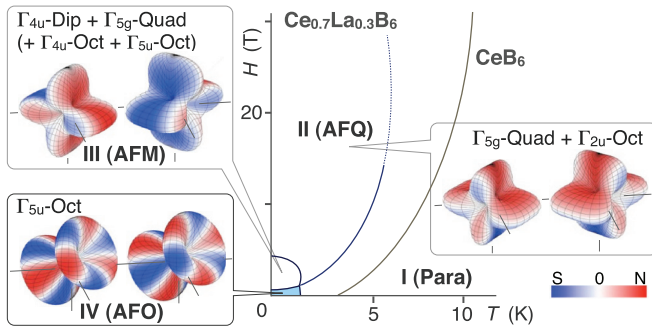 Γ4u-Dip + Γ5g-Quad
(+ Γ4u-Oct + Γ5u-Oct)
III (AFM)
Γ5u-Oct
IV (AFO)
Ce0.7La0.3B6
CeB6
H (T)
20
II (AFQ)
Γ5g-Quad + Γ2u-Oct
I (Para)
S 0 N
0 5 10 T (K)